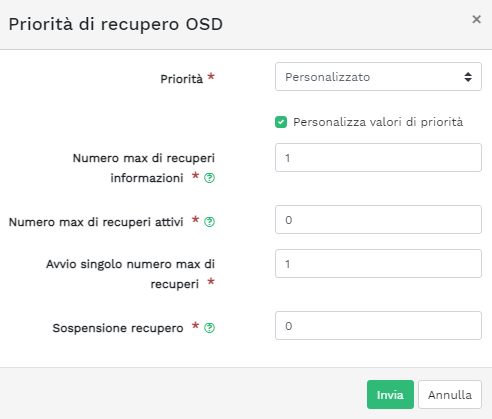 Priorità di recupero OSD
×
Priorità *
Personalizzato
Personalizza valori di priorità
Numero max di recuperi
informazioni * ?
1
Numero max di recuperi attivi * ?
0
Avvio singolo numero max di
recuperi *
1
Sospensione recupero * ?
0
Invia
Annulla